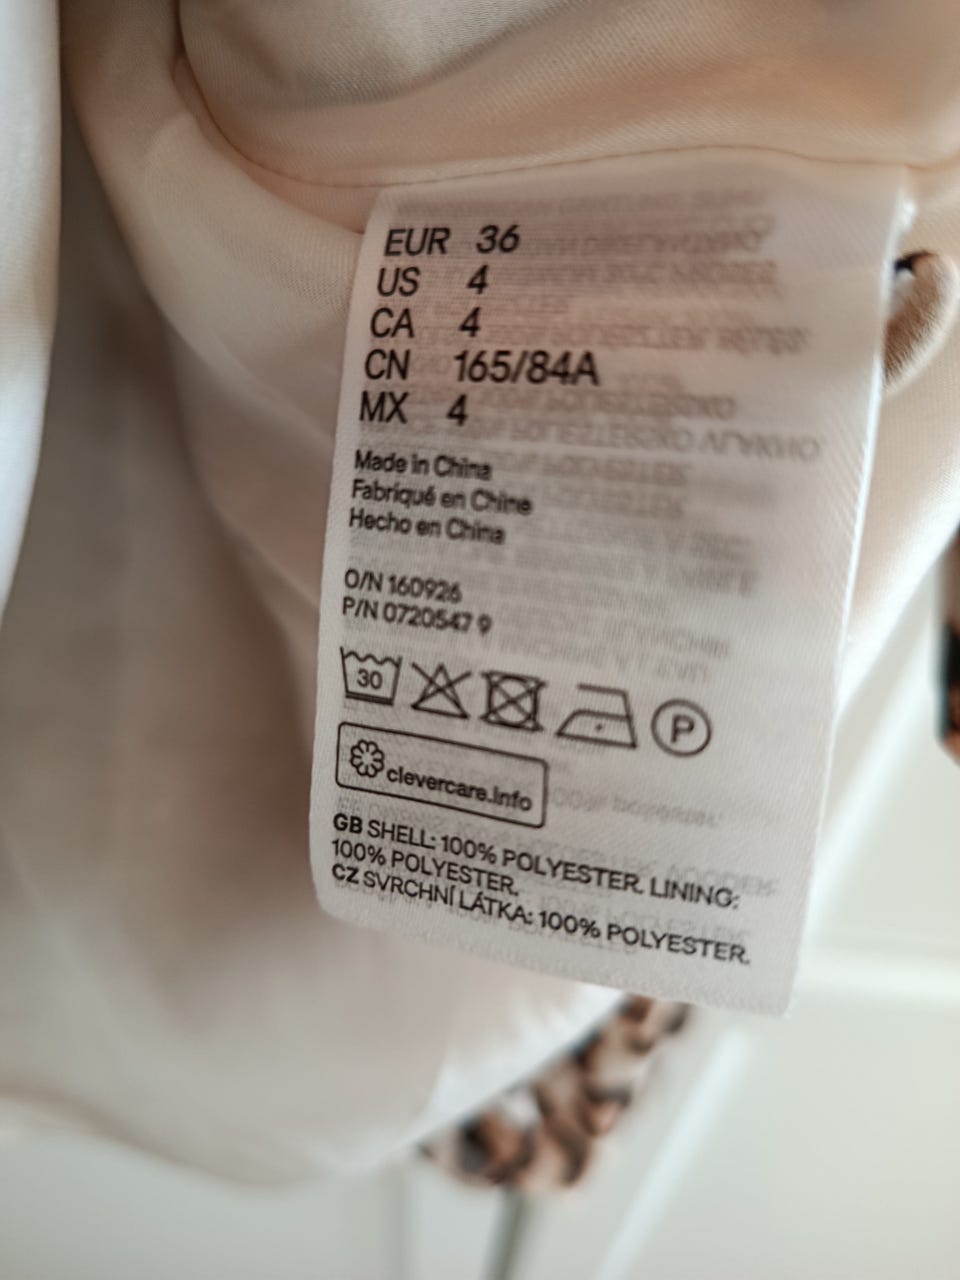 EUR 36
US 4
CA 4
CN 165/84A
MX 4
Made in China
Fabriqué en Chine
Hecho en China
O/N 160926
P/N 0720547 9
30 P
clevercare.info
GB SHELL: 100% POLYESTER. LINING:
100% POLYESTER.
CZ SVRCHNÍ LÁTKA: 100% POLYESTER.